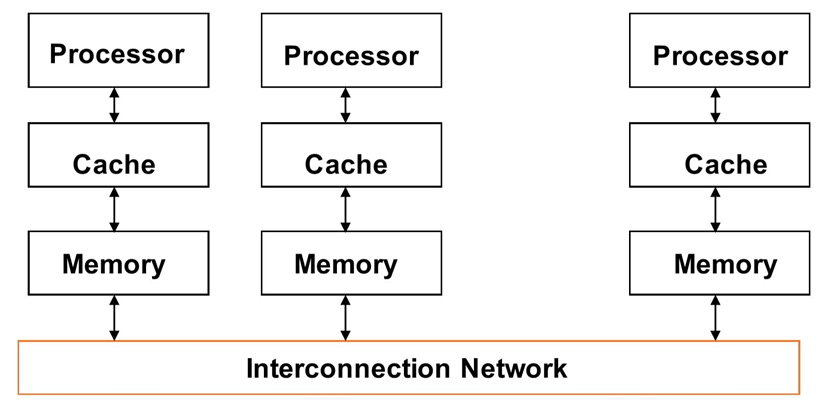 Processor
Processor
Processor
Cache
Cache
Cache
Memory
Memory
Memory
Interconnection Network